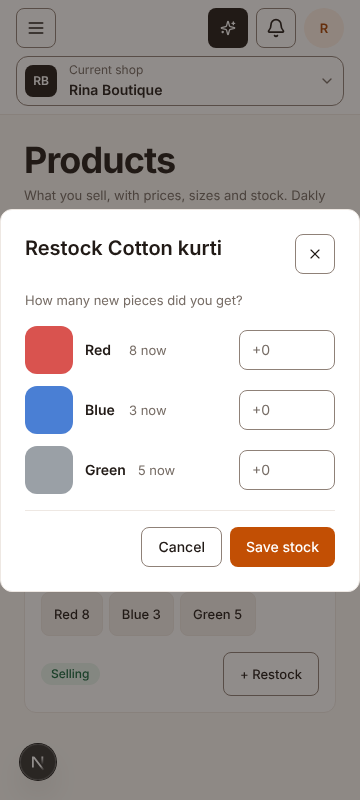 R
Current shop
RB
Rina Boutique
Products
What you sell, with prices, sizes and stock. Dakly
Restock Cotton kurti
How many new pieces did you get?
Red 8 now +0
Blue 3 now +0
Green 5 now +0
Cancel Save stock
Red 8 Blue 3 Green 5
Selling + Restock
N